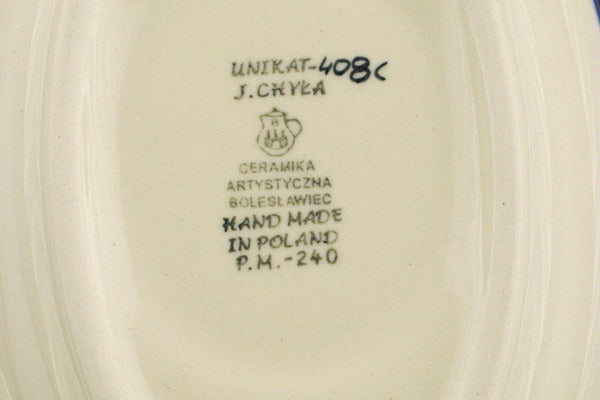 UNIKAT-408C
J. CHYŁA
B
CERAMIKA
ARTYSTYCZNA
BOLESŁAWIEC
HAND MADE
IN POLAND
P.M.-240